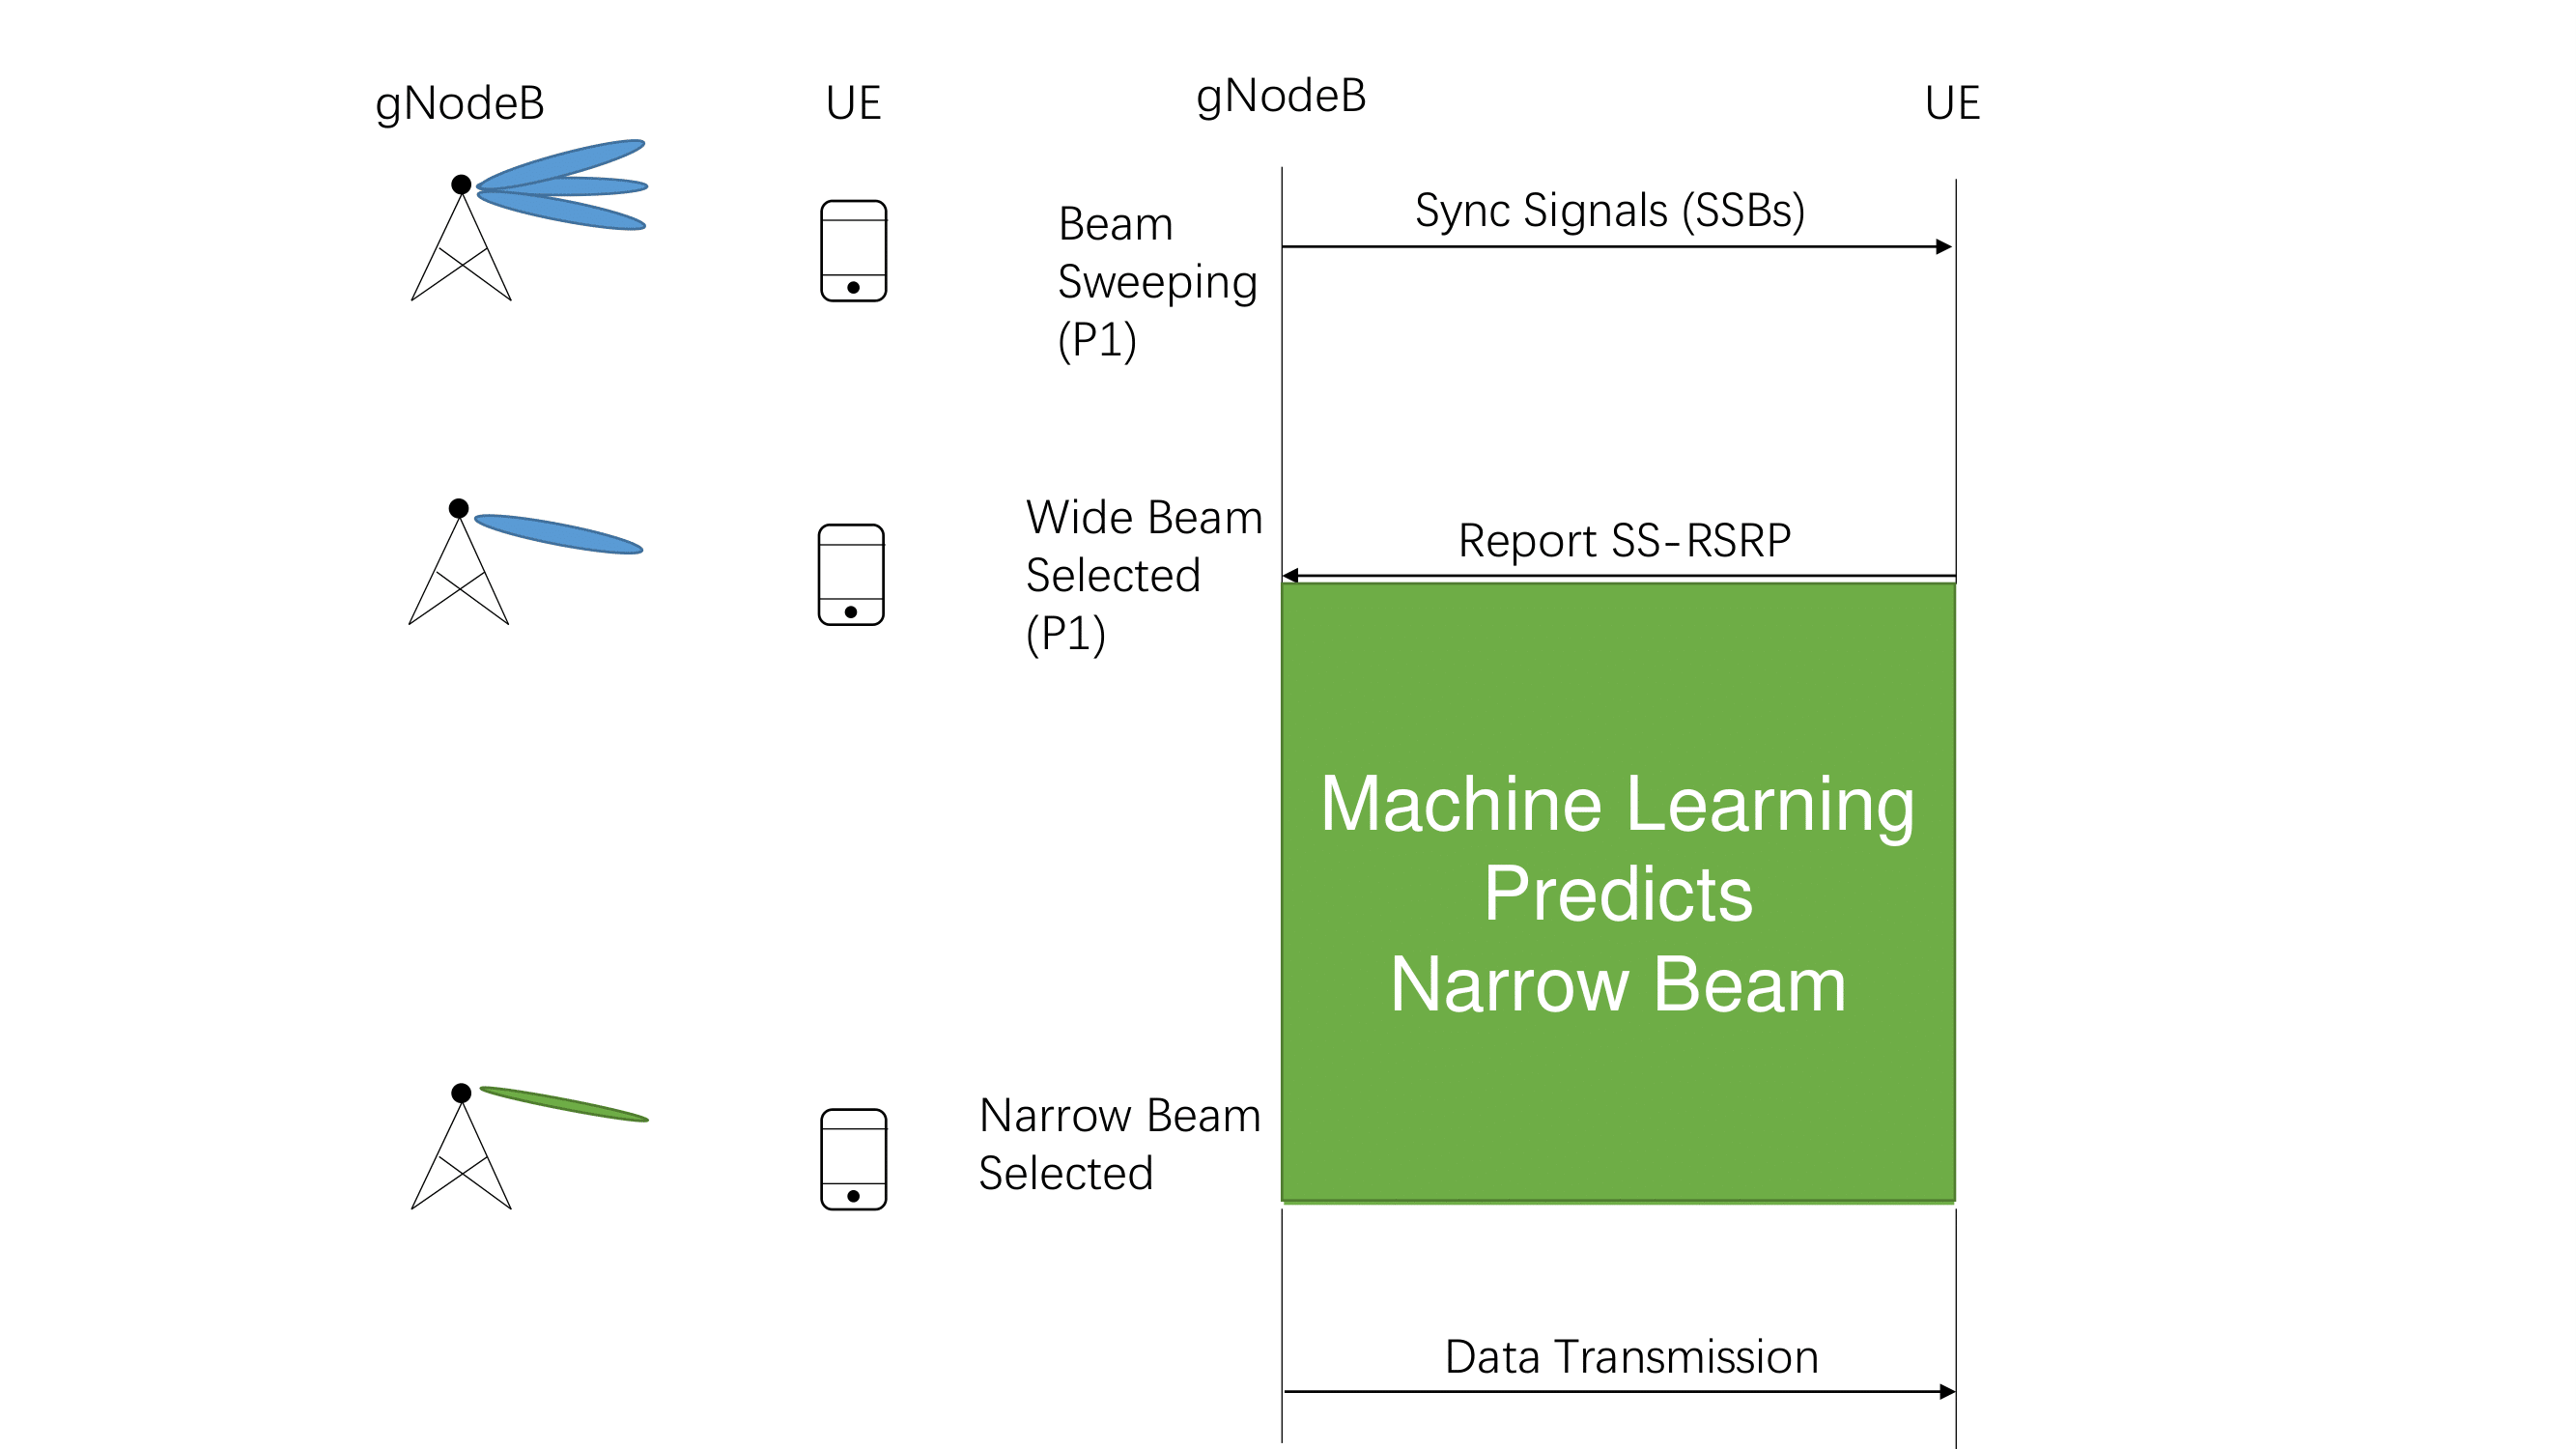 gNodeB
UE
gNodeB
UE
Beam
Sweeping
(P1)
Sync Signals (SSBs)
Wide Beam
Selected
(P1)
Report SS-RSRP
Machine Learning
Predicts
Narrow Beam
Narrow Beam
Selected
Data Transmission